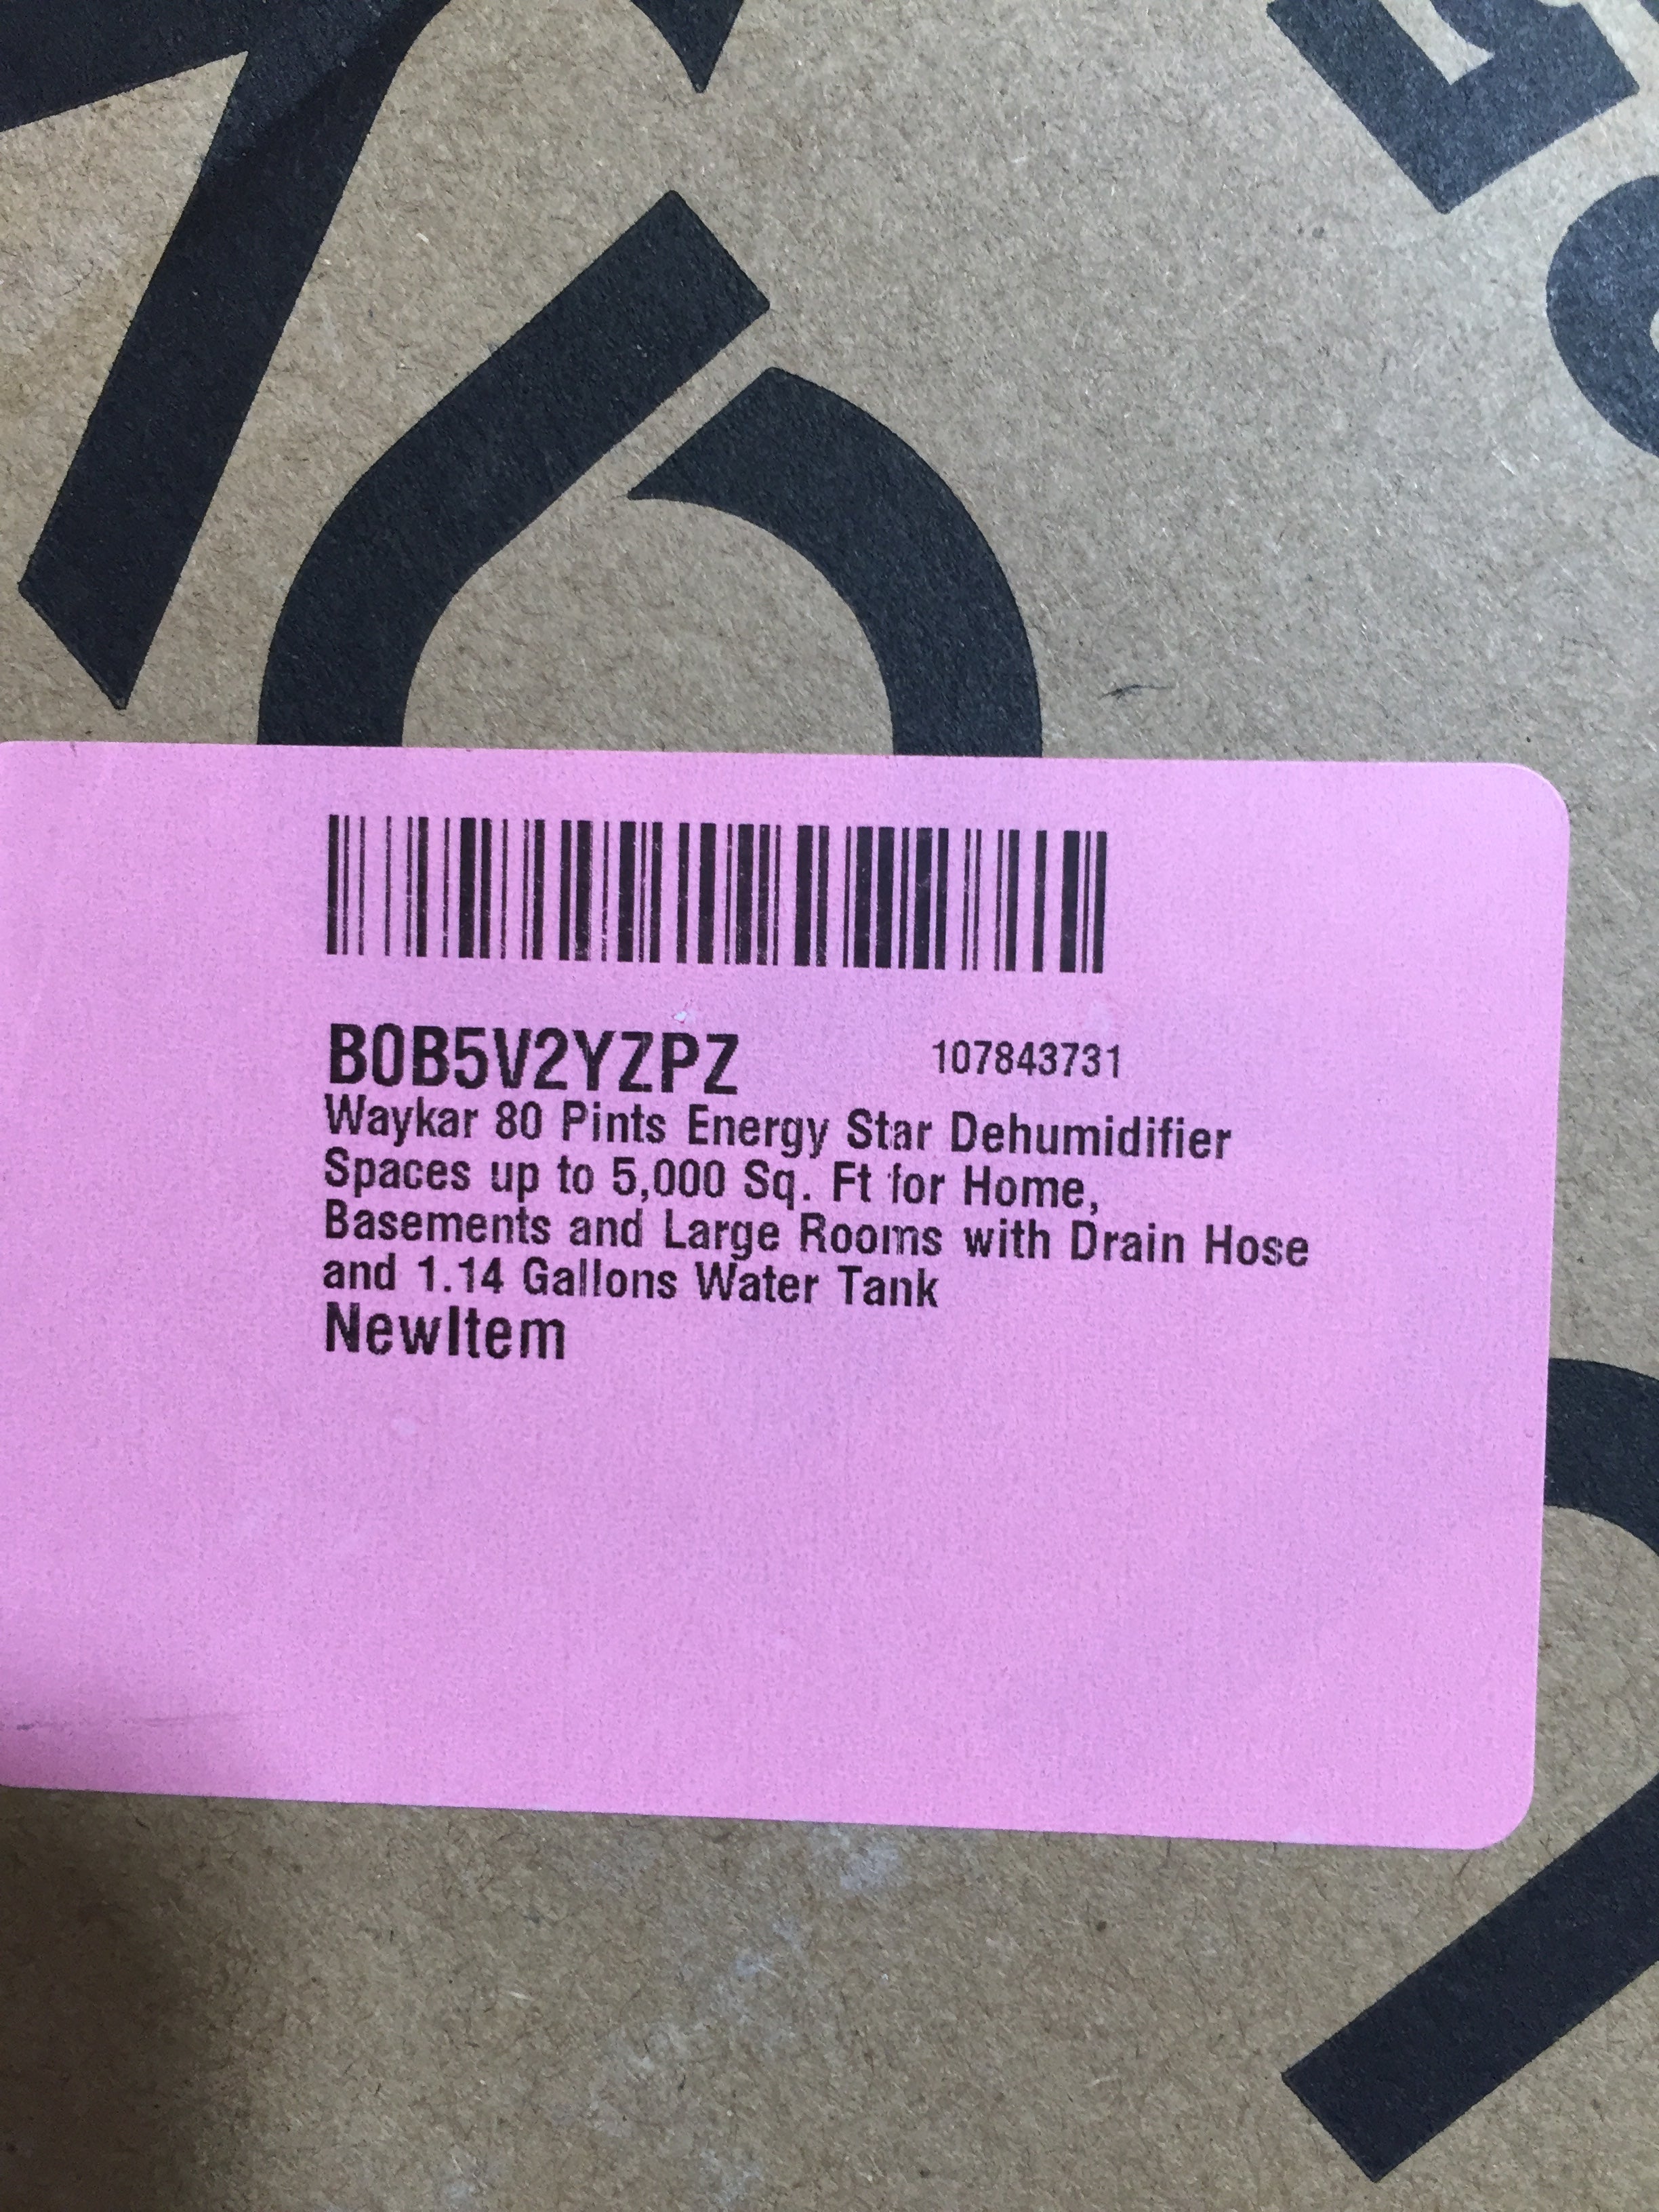 B0B5V2YZPZ 107843731
Waykar 80 Pints Energy Star Dehumidifier
Spaces up to 5,000 Sq. Ft for Home,
Basements and Large Rooms with Drain Hose
and 1.14 Gallons Water Tank
NewItem